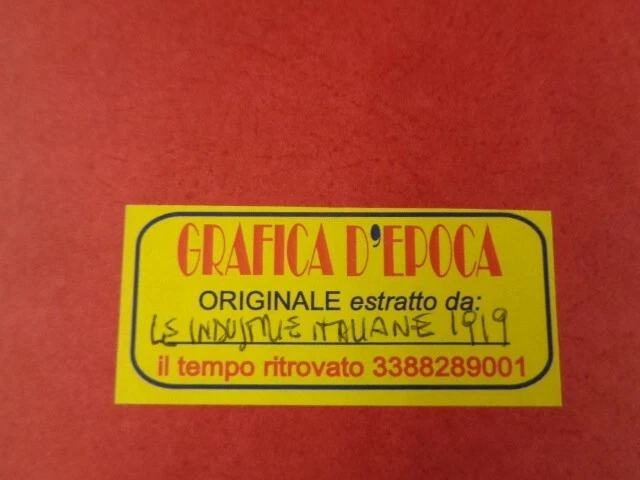 GRAFICA D'EPOCA
ORIGINALE estratto da:
LE INDUSTRIE ITALIANE 1919
il tempo ritrovato 3388289001